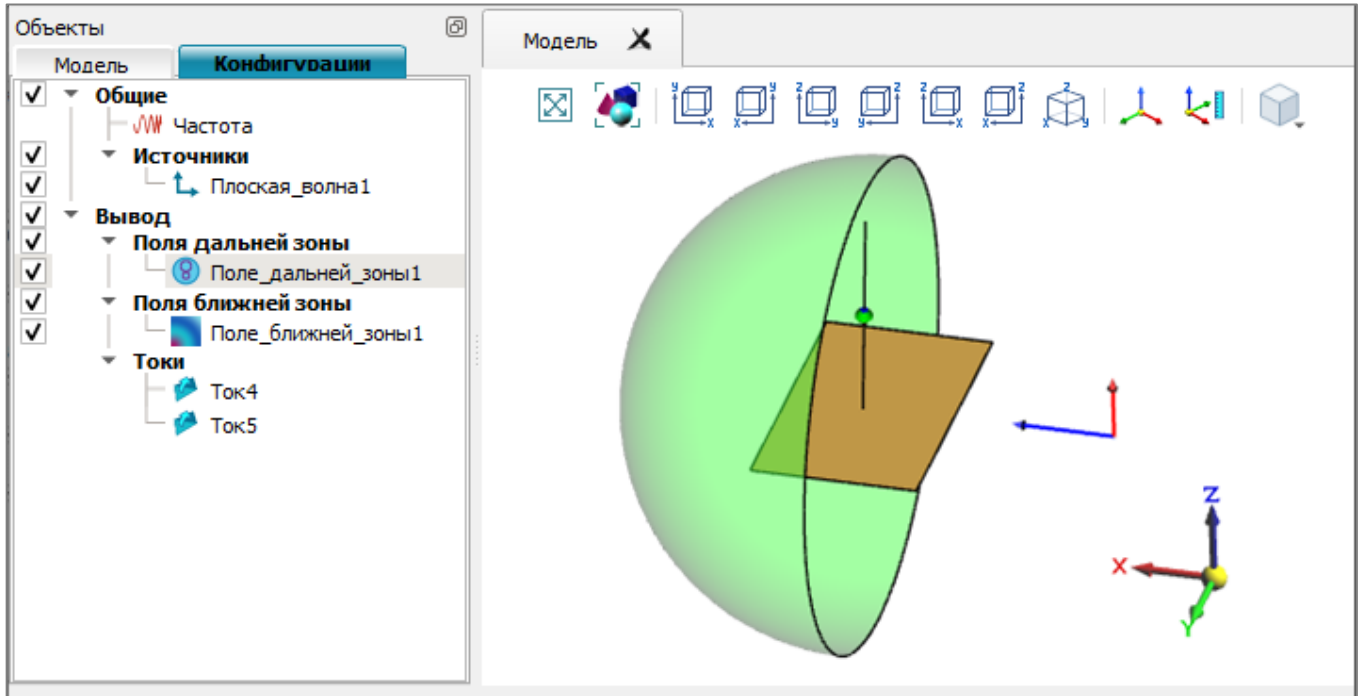 Объекты
Модель Конфигурации
Общие
Частота
Источники
Плоская_волна1
Вывод
Поля дальней зоны
Поле_дальней_зоны1
Поля ближней зоны
Поле_ближней_зоны1
Токи
Ток4
Ток5
Модель
y x
x y
z y
y z
z x
x z
z x y
Z
X
Y